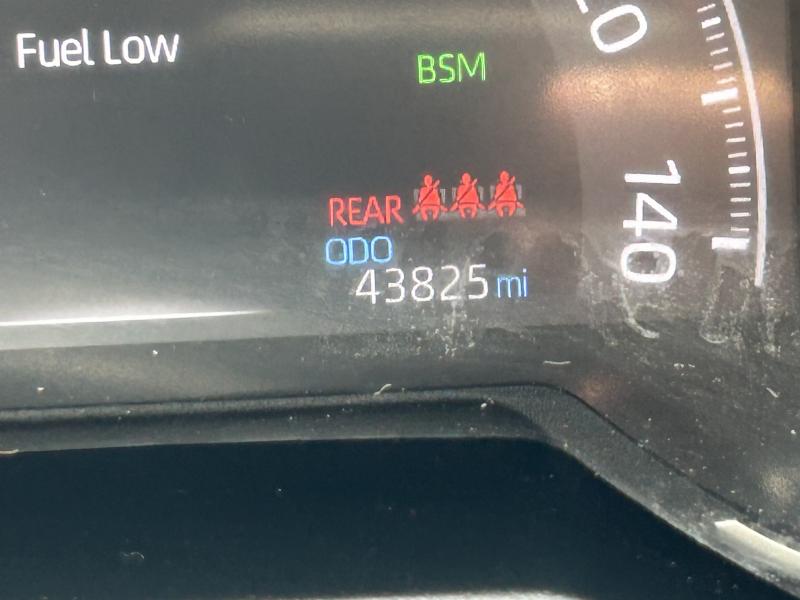 Fuel Low
BSM
REAR
ODO
43825 mi
140